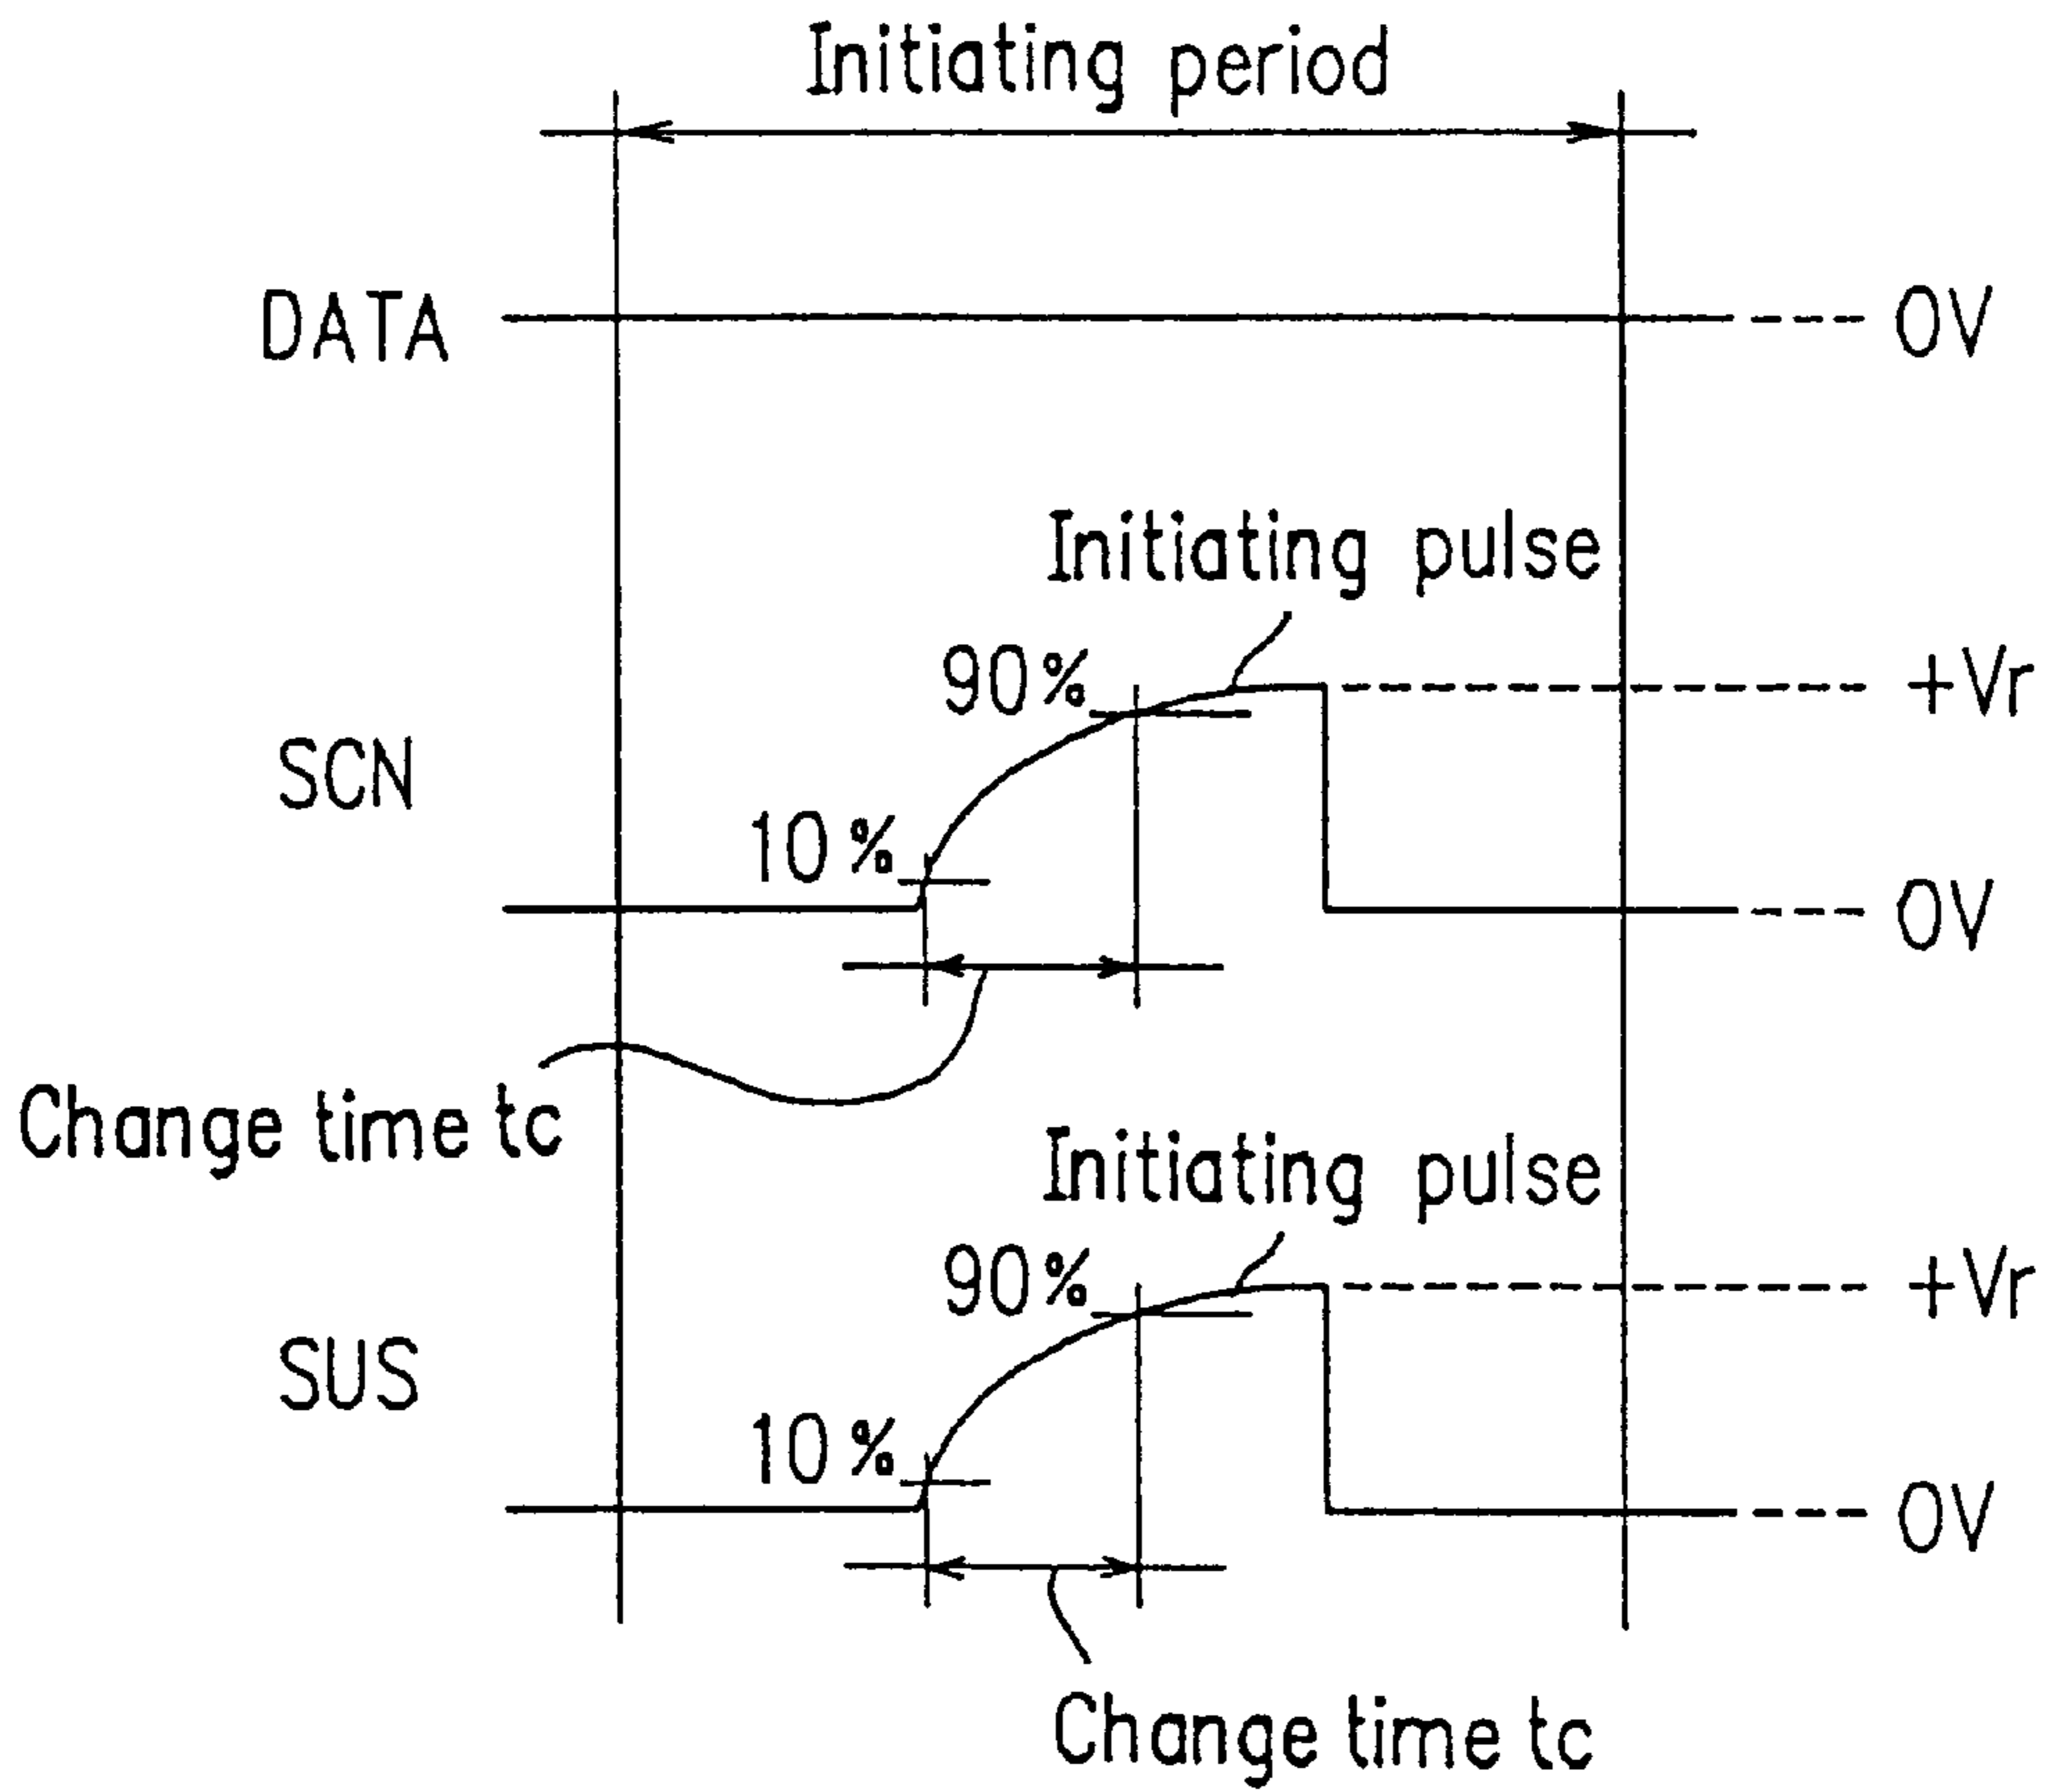 Initiating period
DATA
0V
Initiating pulse
90%
+Vr
SCN
10%
0V
Change time tc
Initiating pulse
90%
+Vr
SUS
10%
0V
Change time tc